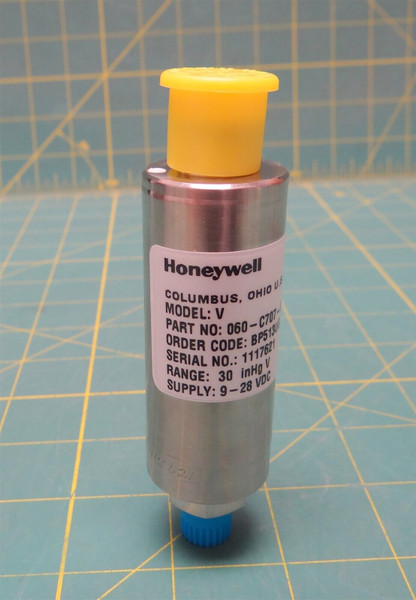 Honeywell
COLUMBUS, OHIO U.S
MODEL: V
PART NO: 060-C707-
ORDER CODE: BP513
SERIAL NO.: 1117621
RANGE: 30 inHg V
SUPPLY: 9-28 VDC